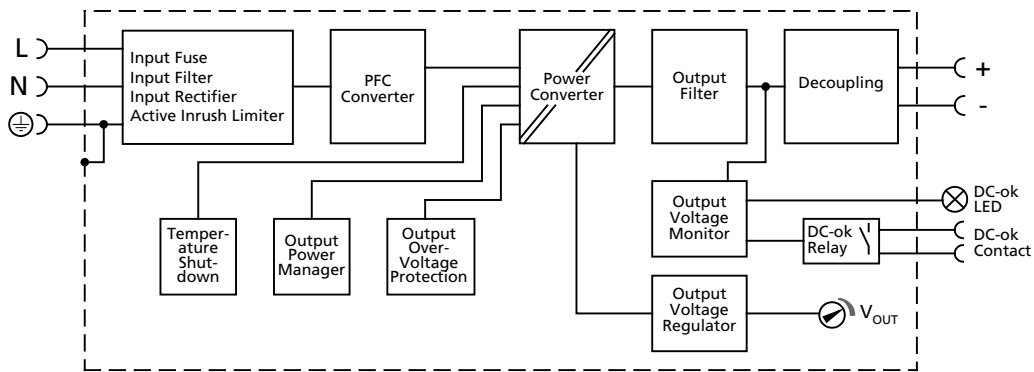 L
N
Input Fuse
Input Filter
Input Rectifier
Active Inrush Limiter
PFC
Converter
Power
Converter
Output
Filter
Decoupling
+
-
Temper-
ature
Shut-
down
Output
Power
Manager
Output
Over-
Voltage
Protection
Output
Voltage
Monitor
DC-ok
Relay
DC-ok
LED
DC-ok
Contact
Output
Voltage
Regulator
VOUT